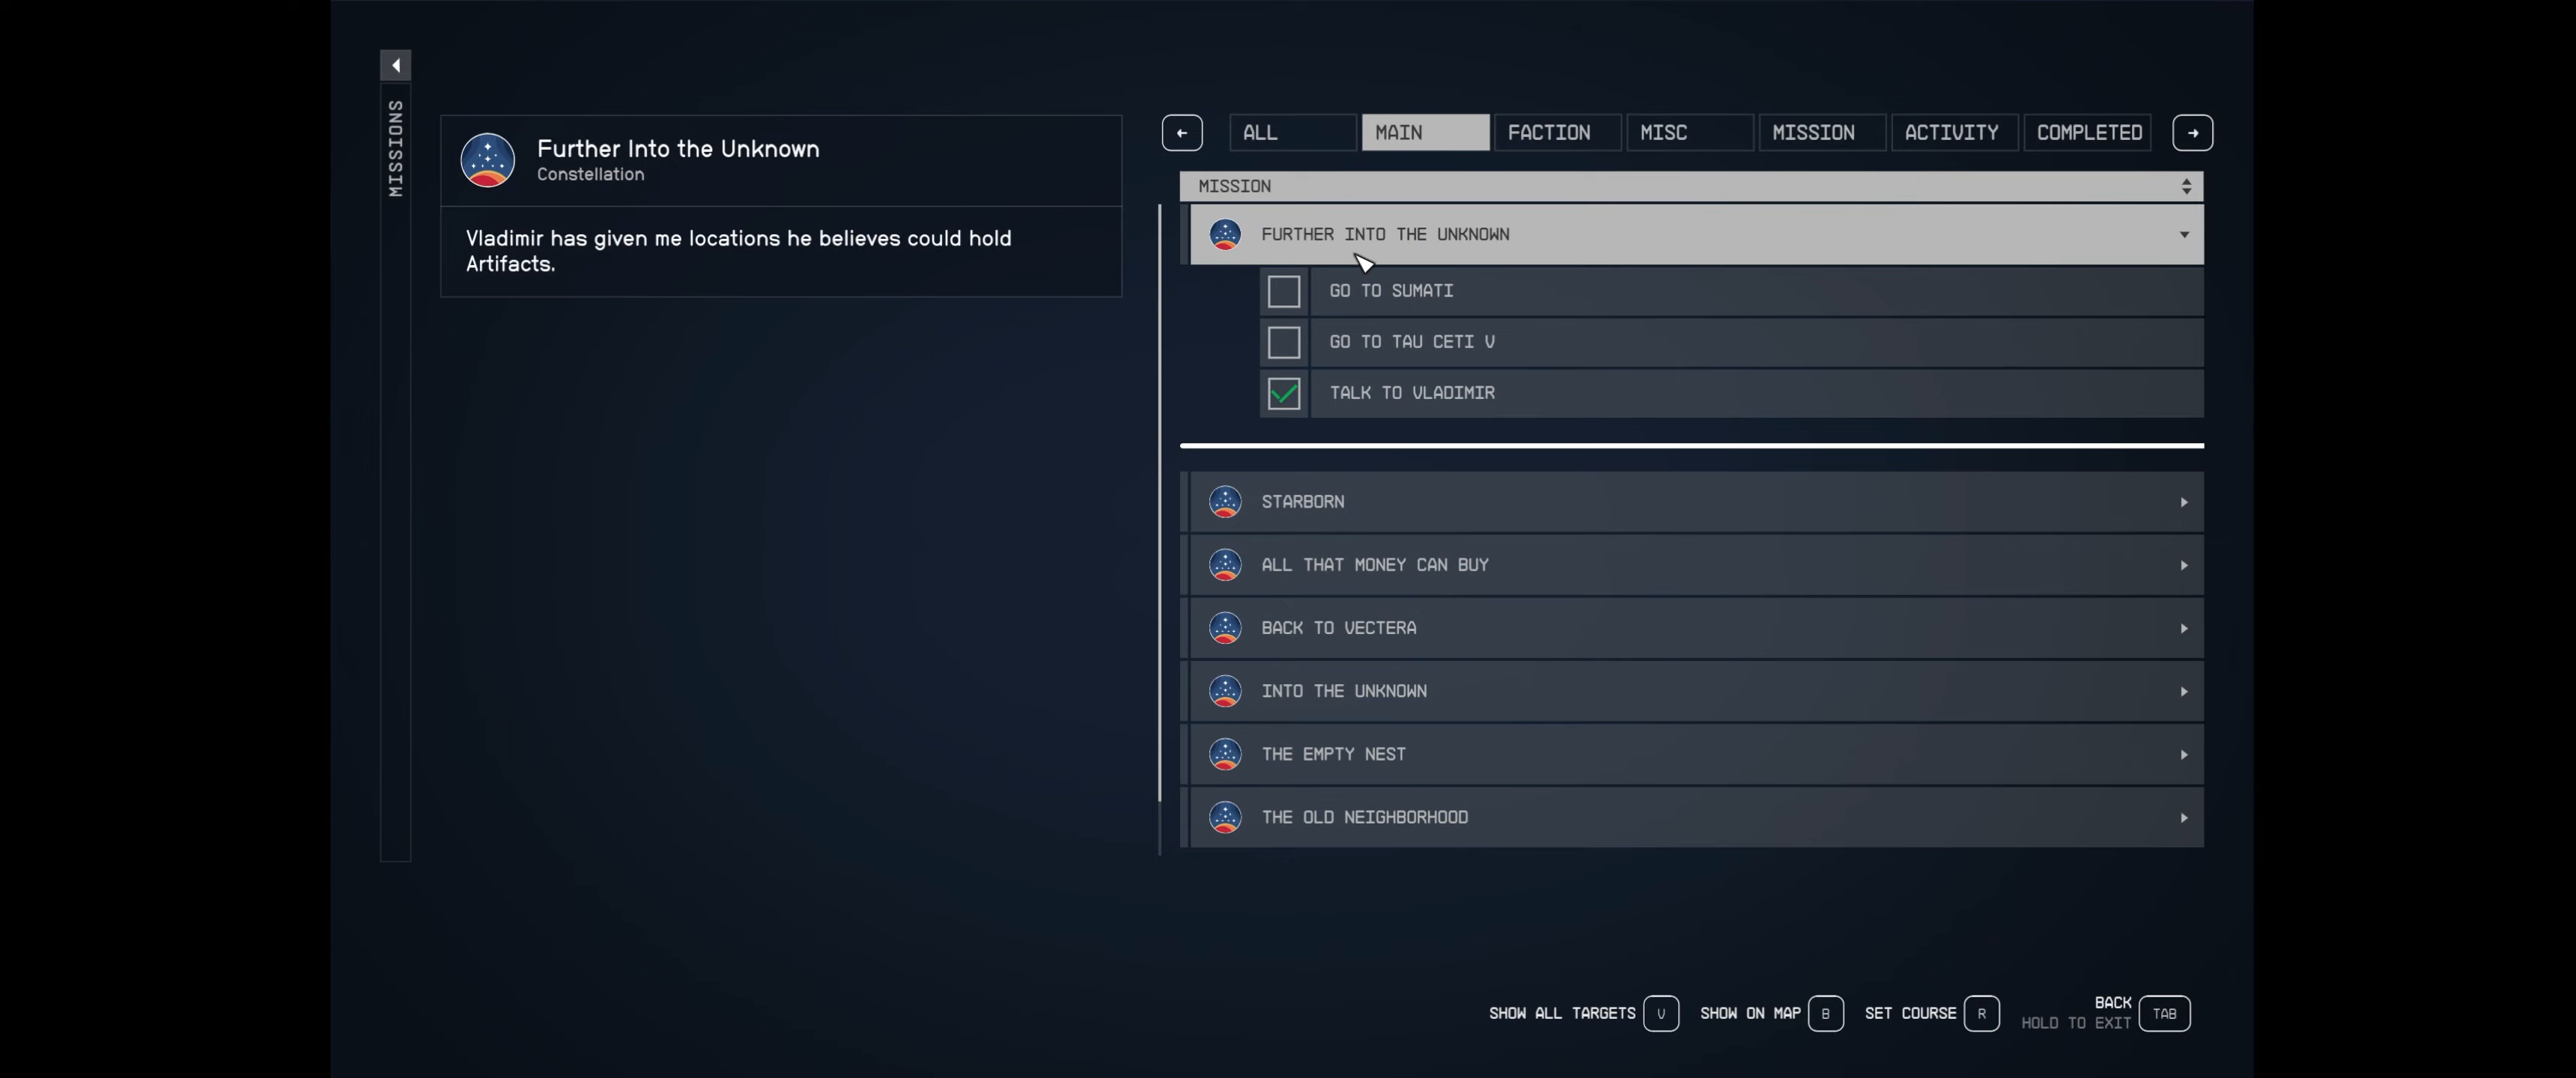 MISSIONS
Further Into the Unknown
Constellation
Vladimir has given me locations he believes could hold
Artifacts.
ALL
MAIN
FACTION
MISC
MISSION
ACTIVITY
COMPLETED
MISSION
FURTHER INTO THE UNKNOWN
GO TO SUMATI
GO TO TAU CETI V
TALK TO VLADIMIR
STARBORN
ALL THAT MONEY CAN BUY
BACK TO VECTERA
INTO THE UNKNOWN
THE EMPTY NEST
THE OLD NEIGHBORHOOD
SHOW ALL TARGETS V
SHOW ON MAP B
SET COURSE R
BACK
HOLD TO EXIT
TAB